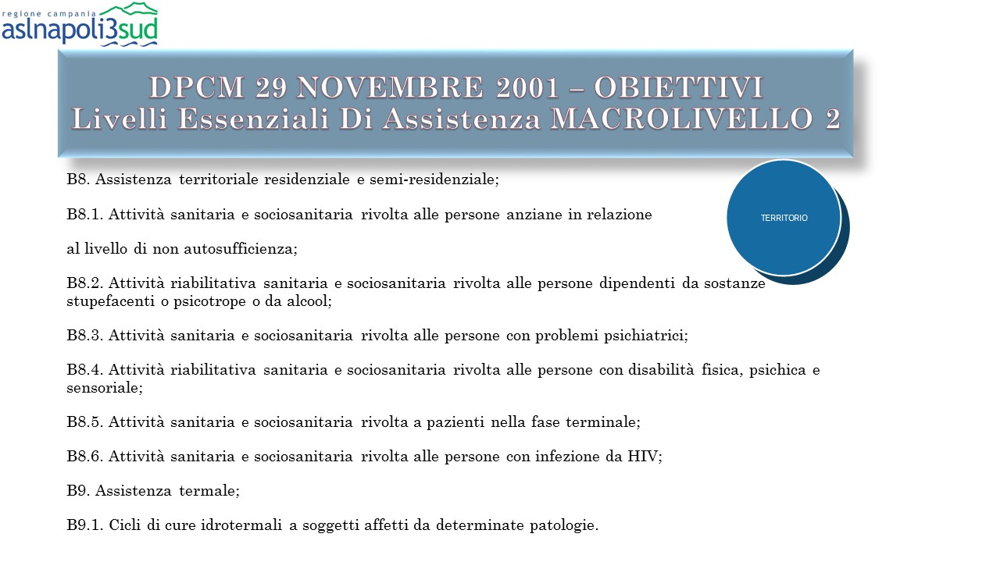 regione campania
aslnapoli3sud
DPCM 29 NOVEMBRE 2001 – OBIETTIVI
Livelli Essenziali Di Assistenza MACROLIVELLO 2
B8. Assistenza territoriale residenziale e semi-residenziale;
TERRITORIO
B8.1. Attività sanitaria e sociosanitaria rivolta alle persone anziane in relazione
al livello di non autosufficienza;
B8.2. Attività riabilitativa sanitaria e sociosanitaria rivolta alle persone dipendenti da sostanze
stupefacenti o psicotrope o da alcool;
B8.3. Attività sanitaria e sociosanitaria rivolta alle persone con problemi psichiatrici;
B8.4. Attività riabilitativa sanitaria e sociosanitaria rivolta alle persone con disabilità fisica, psichica e
sensoriale;
B8.5. Attività sanitaria e sociosanitaria rivolta a pazienti nella fase terminale;
B8.6. Attività sanitaria e sociosanitaria rivolta alle persone con infezione da HIV;
B9. Assistenza termale;
B9.1. Cicli di cure idrotermali a soggetti affetti da determinate patologie.